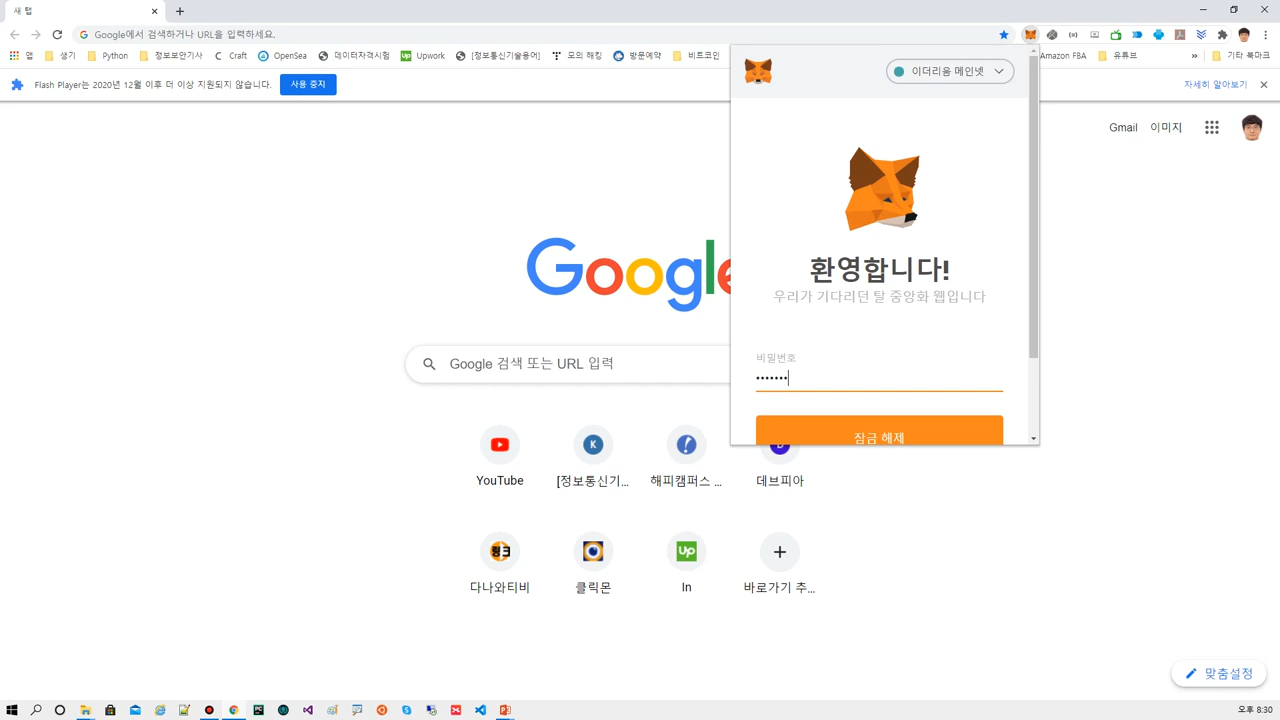 새 탭
Google에서 검색하거나 URL을 입력하세요.
앱 생기 Python 정보보안기사 Craft OpenSea 데이터자격시험 Upwork [정보통신기술용어] 모의 해킹 방문예약 비트코인 Amazon FBA 유튜브 » 기타 북마크
Flash Player는 2020년 12월 이후 더 이상 지원되지 않습니다. 사용 중지 자세히 알아보기
이더리움 메인넷
Gmail 이미지
Google
환영합니다!
우리가 기다리던 탈 중앙화 웹입니다
비밀번호
•••••••
Google 검색 또는 URL 입력
잠금 해제
YouTube [정보통신기... 해피캠퍼스 ... 데브피아
다나와티비 클릭몬 In 바로가기 추...
맞춤설정
오후 8:30